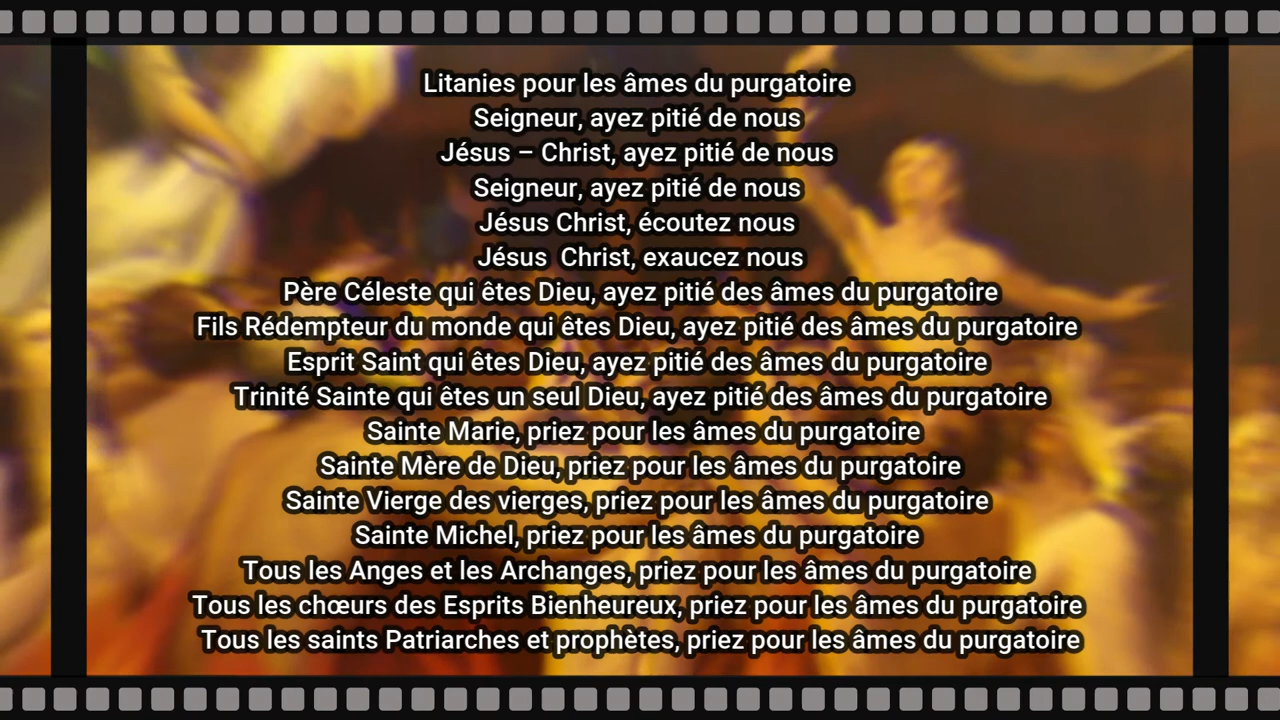 Litanies pour les âmes du purgatoire
Seigneur, ayez pitié de nous
Jésus – Christ, ayez pitié de nous
Seigneur, ayez pitié de nous
Jésus Christ, écoutez nous
Jésus  Christ, exaucez nous
Père Céleste qui êtes Dieu, ayez pitié des âmes du purgatoire
Fils Rédempteur du monde qui êtes Dieu, ayez pitié des âmes du purgatoire
Esprit Saint qui êtes Dieu, ayez pitié des âmes du purgatoire
Trinité Sainte qui êtes un seul Dieu, ayez pitié des âmes du purgatoire
Sainte Marie, priez pour les âmes du purgatoire
Sainte Mère de Dieu, priez pour les âmes du purgatoire
Sainte Vierge des vierges, priez pour les âmes du purgatoire
Sainte Michel, priez pour les âmes du purgatoire
Tous les Anges et les Archanges, priez pour les âmes du purgatoire
Tous les chœurs des Esprits Bienheureux, priez pour les âmes du purgatoire
Tous les saints Patriarches et prophètes, priez pour les âmes du purgatoire